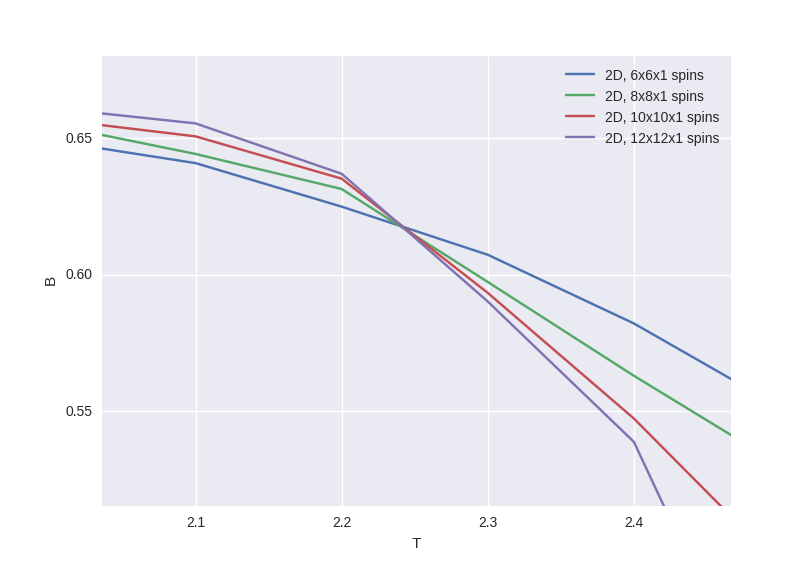 2D, 6x6x1 spins
2D, 8x8x1 spins
2D, 10x10x1 spins
2D, 12x12x1 spins
0.65
0.60
0.55
B
2.1 2.2 2.3 2.4
T